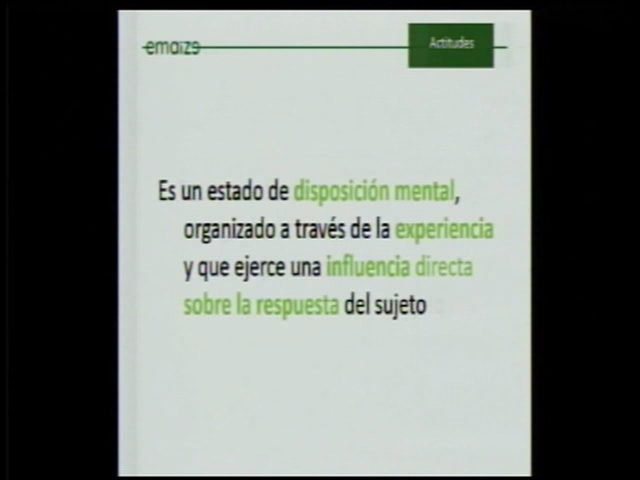 emaize
Actitudes
Es un estado de disposición mental,
organizado a través de la experiencia
y que ejerce una influencia directa
sobre la respuesta del sujeto